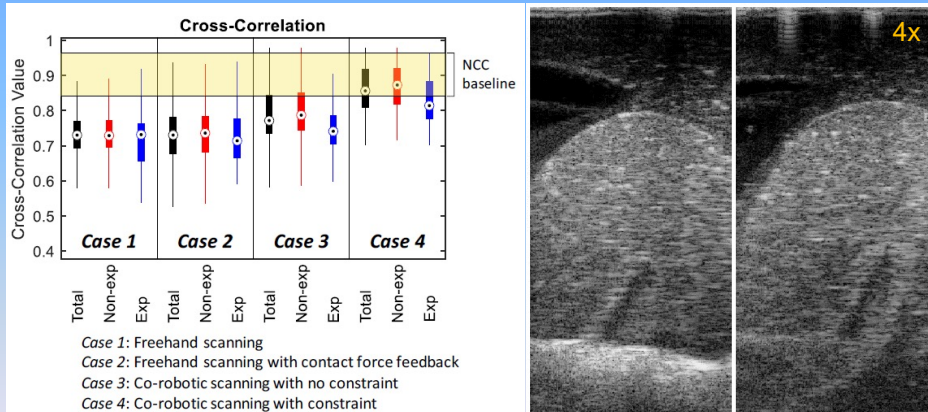 Cross-Correlation
Cross-Correlation Value
1
0.9
0.8
0.7
0.6
0.5
0.4
NCC
baseline
Case 1
Case 2
Case 3
Case 4
Total
Non-exp
Exp
Total
Non-exp
Exp
Total
Non-exp
Exp
Total
Non-exp
Exp
Case 1: Freehand scanning
Case 2: Freehand scanning with contact force feedback
Case 3: Co-robotic scanning with no constraint
Case 4: Co-robotic scanning with constraint
4x